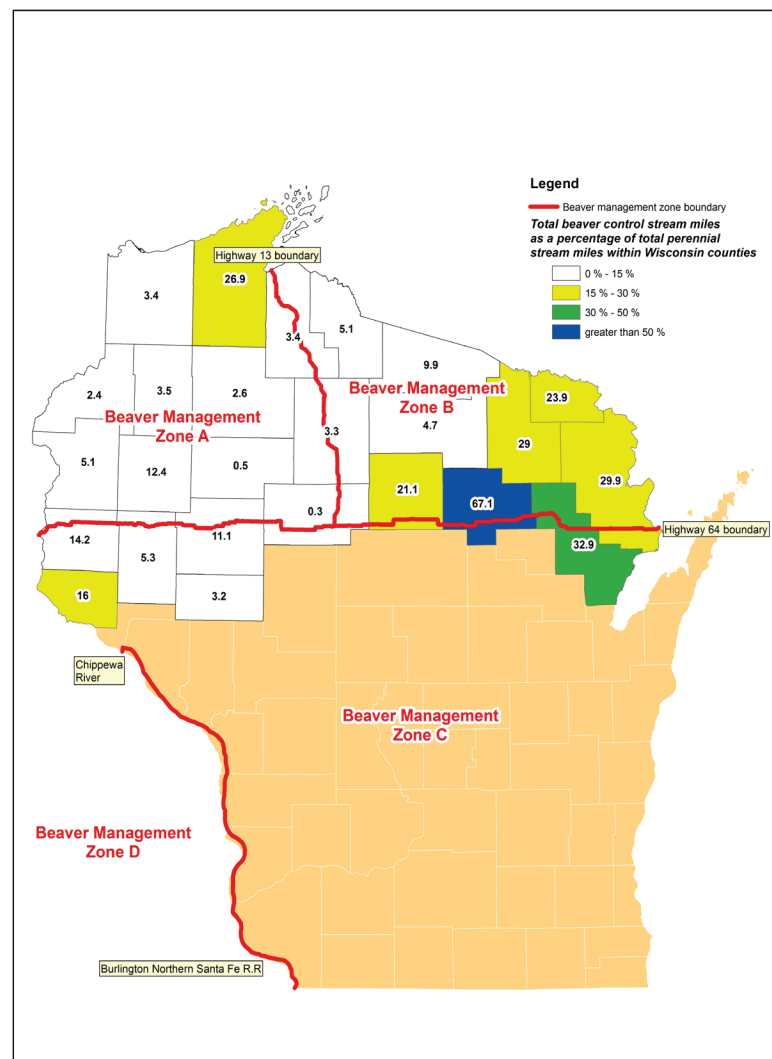 Legend
Beaver management zone boundary
Total beaver control stream miles
as a percentage of total perennial
stream miles within Wisconsin counties
0 % - 15 %
15 % - 30 %
30 % - 50 %
greater than 50 %
Highway 13 boundary
26.9
3.4
5.1
3.4
9.9
23.9
2.4
3.5
2.6
Beaver Management
Zone A
Beaver Management
Zone B
3.3
4.7
29
5.1
12.4
0.5
21.1
67.1
29.9
0.3
Highway 64 boundary
14.2
5.3
11.1
32.9
16
3.2
Chippewa
River
Beaver Management
Zone C
Beaver Management
Zone D
Burlington Northern Santa Fe R.R